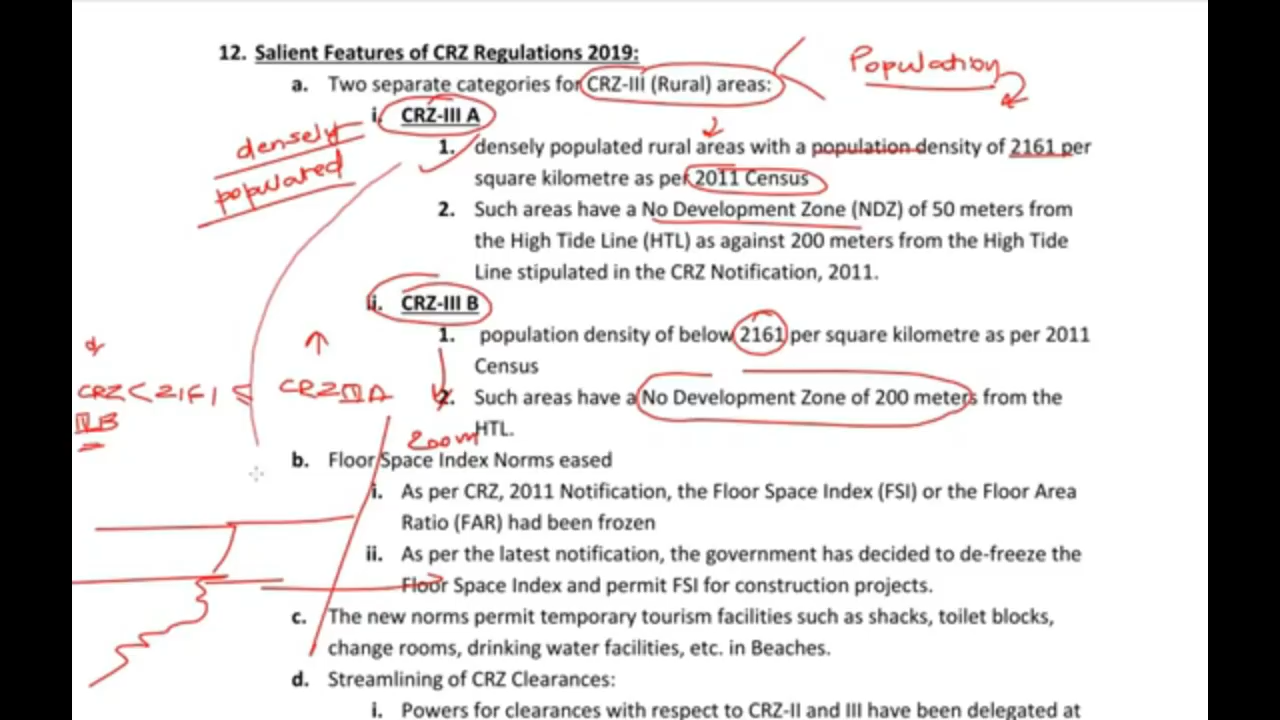 12. Salient Features of CRZ Regulations 2019:
Population
a. Two separate categories for CRZ-III (Rural) areas:
i. CRZ-III A
densely
populated
1. densely populated rural areas with a population density of 2161 per
square kilometre as per 2011 Census
2. Such areas have a No Development Zone (NDZ) of 50 meters from
the High Tide Line (HTL) as against 200 meters from the High Tide
Line stipulated in the CRZ Notification, 2011.
ii. CRZ-III B
1. population density of below 2161 per square kilometre as per 2011
Census
CRZ < 2161 ≤ CRZ III A
III B
2. Such areas have a No Development Zone of 200 meters from the
HTL.
200m
b. Floor Space Index Norms eased
i. As per CRZ, 2011 Notification, the Floor Space Index (FSI) or the Floor Area
Ratio (FAR) had been frozen
ii. As per the latest notification, the government has decided to de-freeze the
Floor Space Index and permit FSI for construction projects.
c. The new norms permit temporary tourism facilities such as shacks, toilet blocks,
change rooms, drinking water facilities, etc. in Beaches.
d. Streamlining of CRZ Clearances:
i. Powers for clearances with respect to CRZ-II and III have been delegated at